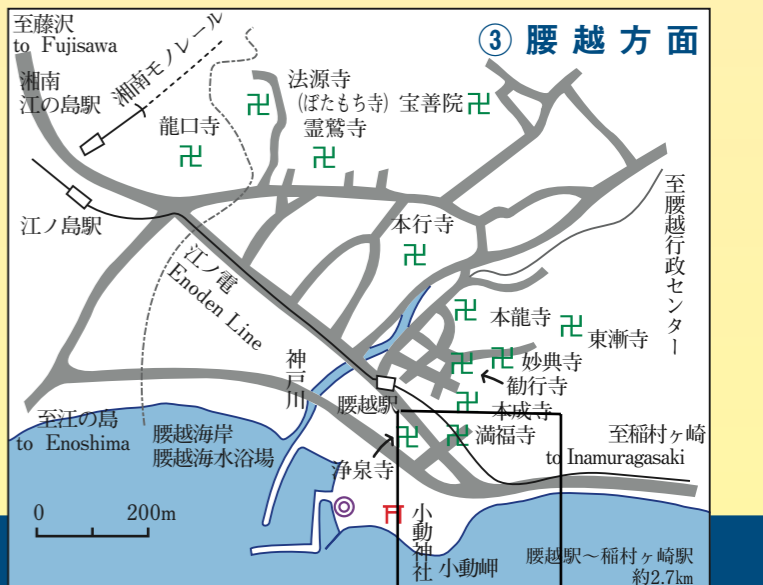 至藤沢
to Fujisawa
③ 腰越方面
湘南モノレール
湘南
江の島駅
法源寺
(ぼたもち寺)
宝善院
龍口寺
霊鷲寺
江ノ島駅
本行寺
至腰越行政センター
江ノ電
Enoden Line
本龍寺
東漸寺
妙典寺
勧行寺
神戸川
腰越駅
本成寺
至江の島
to Enoshima
腰越海岸
腰越海水浴場
満福寺
至稲村ヶ崎
to Inamuragasaki
浄泉寺
0 200m
小動神社
小動岬
腰越駅〜稲村ヶ崎駅
約2.7km